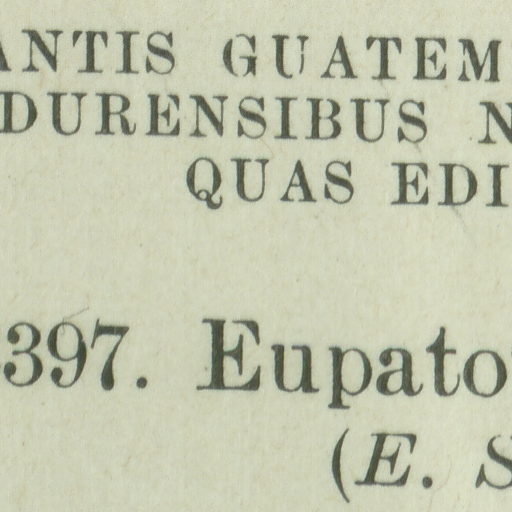 ANTIS GUATEM
DURENSIBUS N
QUAS EDI
397. Eupato
(E. S